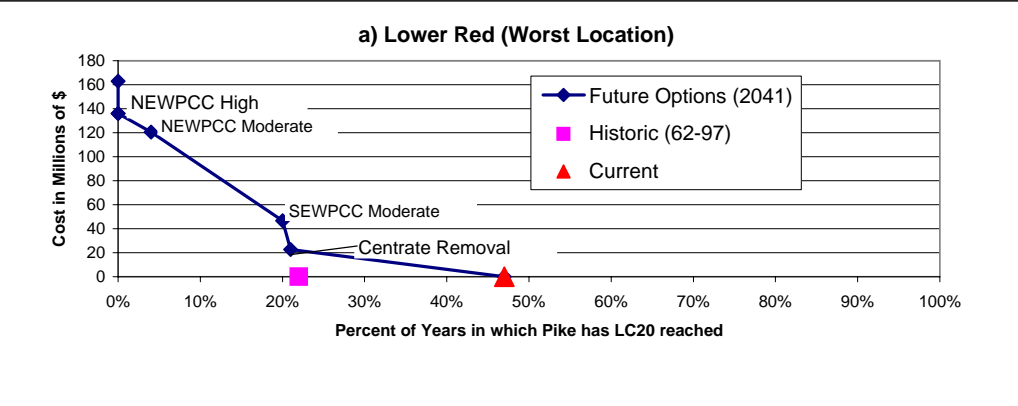 a) Lower Red (Worst Location)
Cost in Millions of $
180
160
140
120
100
80
60
40
20
0
NEWPCC High
NEWPCC Moderate
SEWPCC Moderate
Centrate Removal
Future Options (2041)
Historic (62-97)
Current
0% 10% 20% 30% 40% 50% 60% 70% 80% 90% 100%
Percent of Years in which Pike has LC20 reached